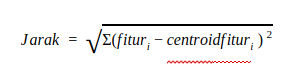 Jarak = √Σ(fitur_i − centroidfitur_i )²